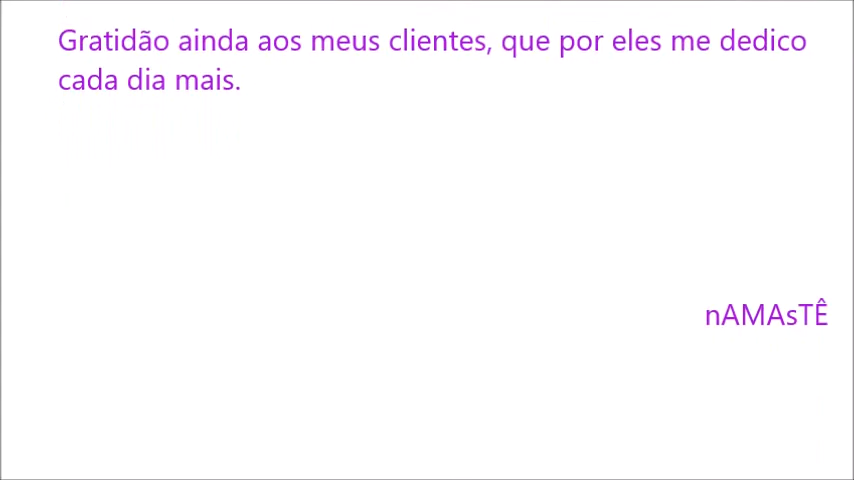 Gratidão ainda aos meus clientes, que por eles me dedico
cada dia mais.
nAMAsTÊ